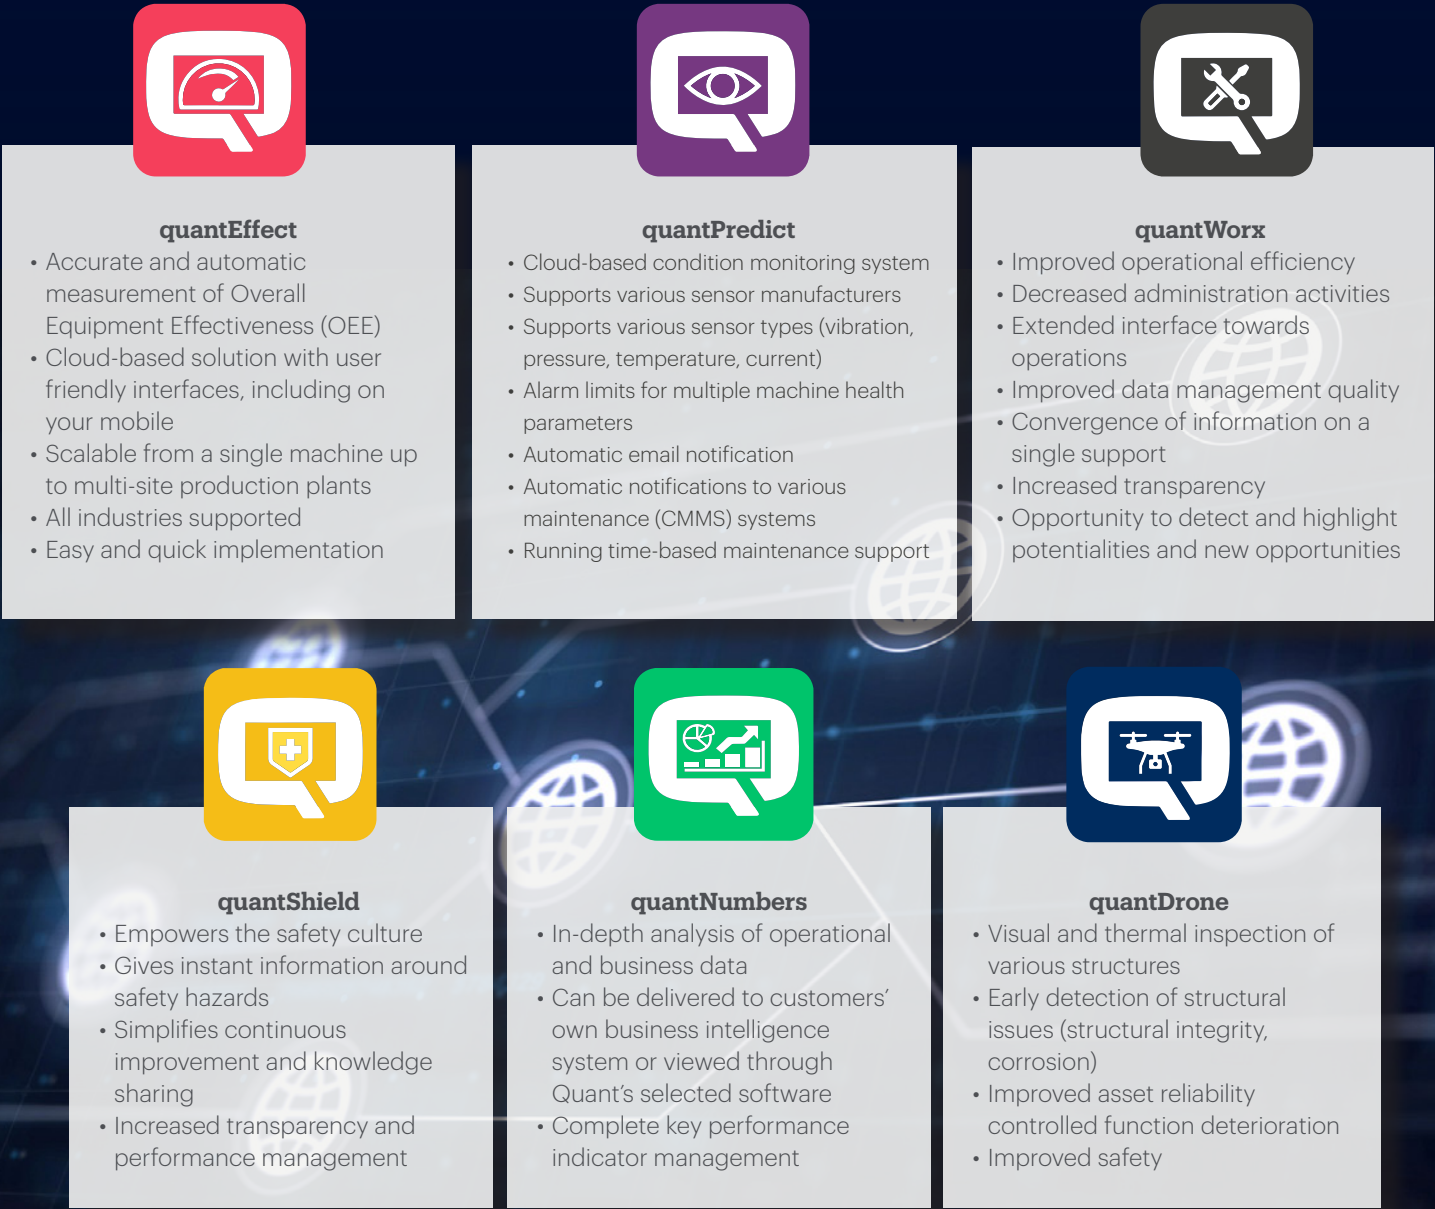 quantEffect
• Accurate and automatic
measurement of Overall
Equipment Effectiveness (OEE)
• Cloud-based solution with user
friendly interfaces, including on
your mobile
• Scalable from a single machine up
to multi-site production plants
• All industries supported
• Easy and quick implementation
quantPredict
• Cloud-based condition monitoring system
• Supports various sensor manufacturers
• Supports various sensor types (vibration,
pressure, temperature, current)
• Alarm limits for multiple machine health
parameters
• Automatic email notification
• Automatic notifications to various
maintenance (CMMS) systems
• Running time-based maintenance support
quantWorx
• Improved operational efficiency
• Decreased administration activities
• Extended interface towards
operations
• Improved data management quality
• Convergence of information on a
single support
• Increased transparency
• Opportunity to detect and highlight
potentialities and new opportunities
quantShield
• Empowers the safety culture
• Gives instant information around
safety hazards
• Simplifies continuous
improvement and knowledge
sharing
• Increased transparency and
performance management
quantNumbers
• In-depth analysis of operational
and business data
• Can be delivered to customers’
own business intelligence
system or viewed through
Quant’s selected software
• Complete key performance
indicator management
quantDrone
• Visual and thermal inspection of
various structures
• Early detection of structural
issues (structural integrity,
corrosion)
• Improved asset reliability
controlled function deterioration
• Improved safety